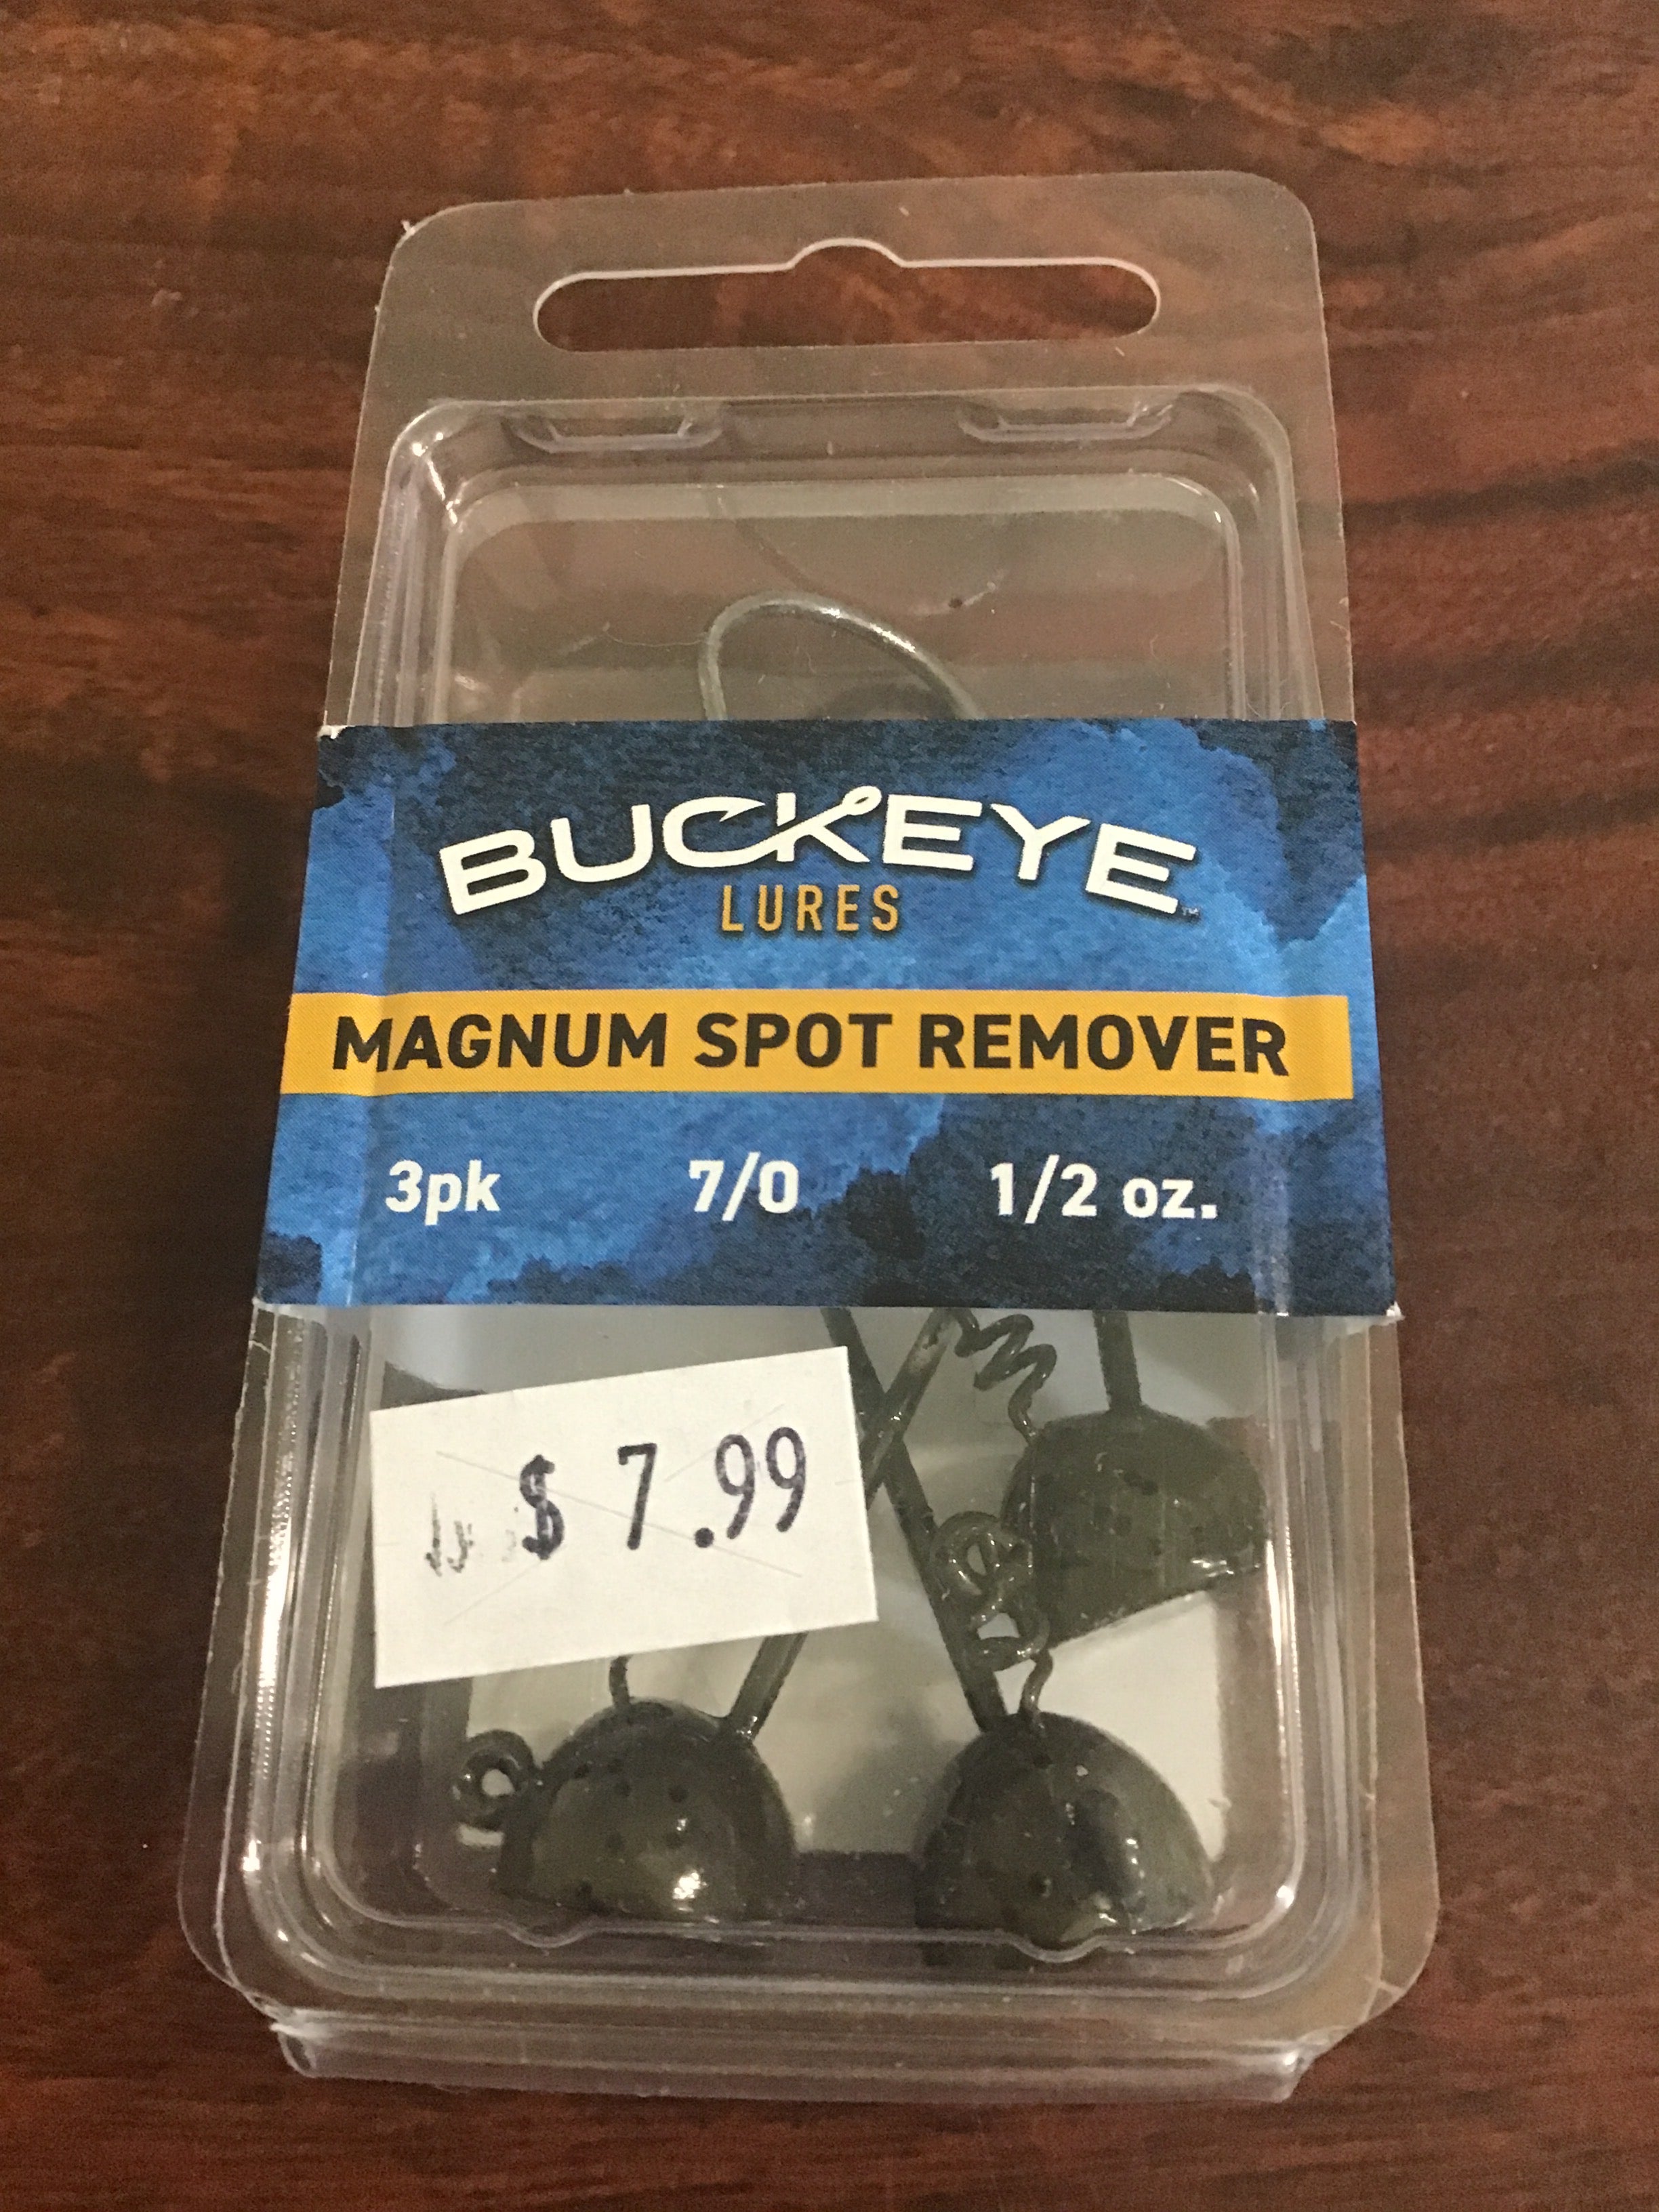 BUCKEYE
LURES
MAGNUM SPOT REMOVER
3pk 7/0 1/2 oz.
$ 7.99